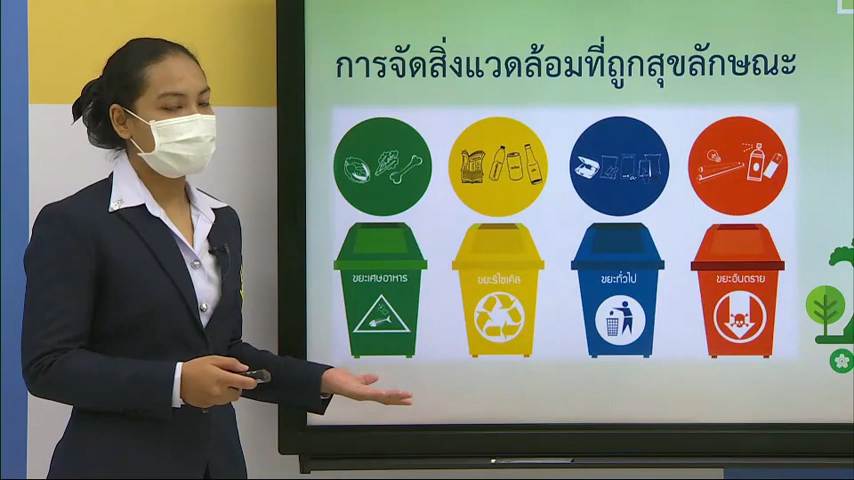 การจัดสิ่งแวดล้อมที่ถูกสุขลักษณะ
ขยะเศษอาหาร
ขยะรีไซเคิล
ขยะทั่วไป
ขยะอันตราย